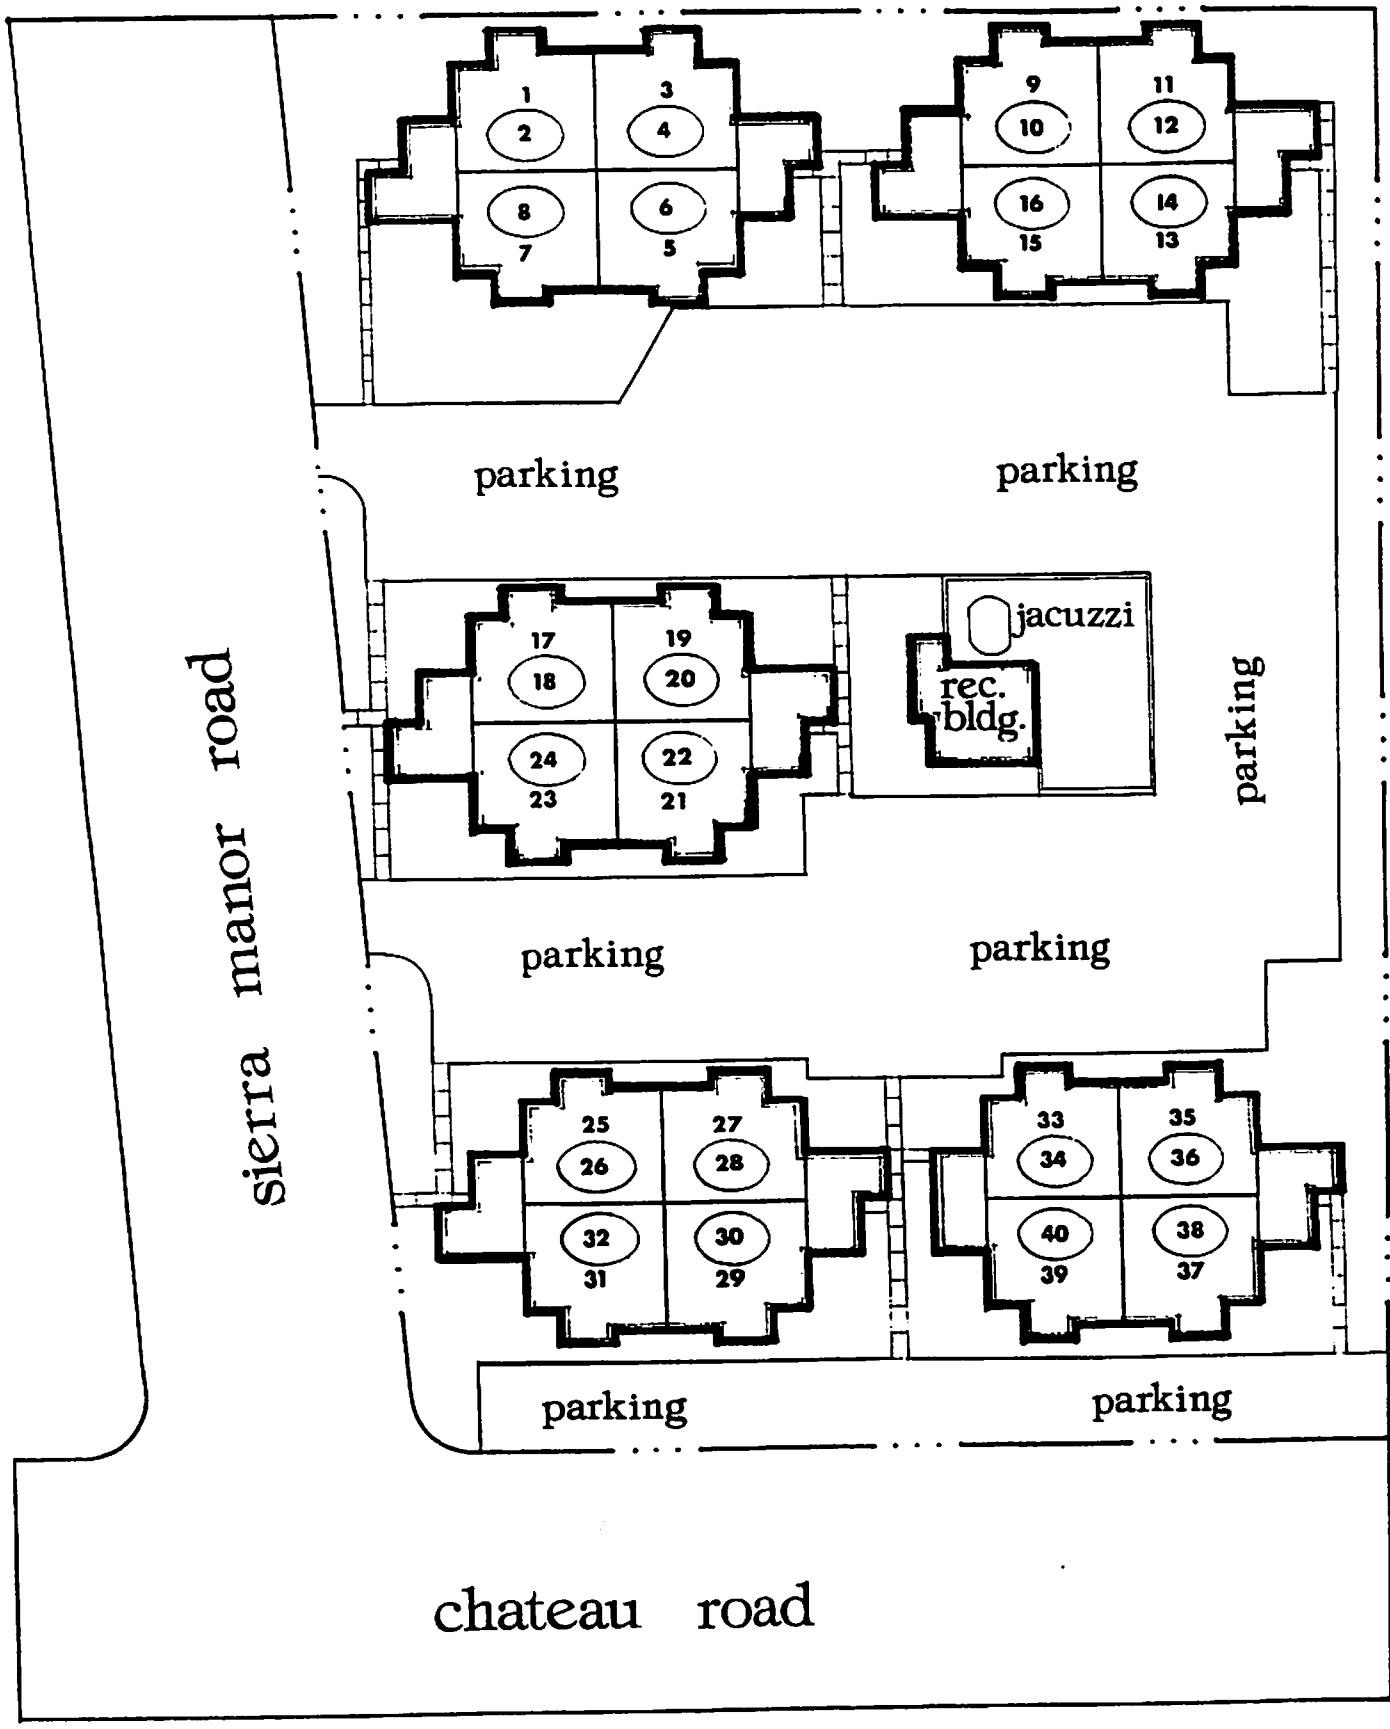 1 3
2 4
8 6
7 5
9 11
10 12
16 14
15 13
parking parking
17 19
18 20
24 22
23 21
jacuzzi
rec.
bldg.
parking
sierra manor road
parking parking
25 27
26 28
32 30
31 29
33 35
34 36
40 38
39 37
parking parking
chateau road